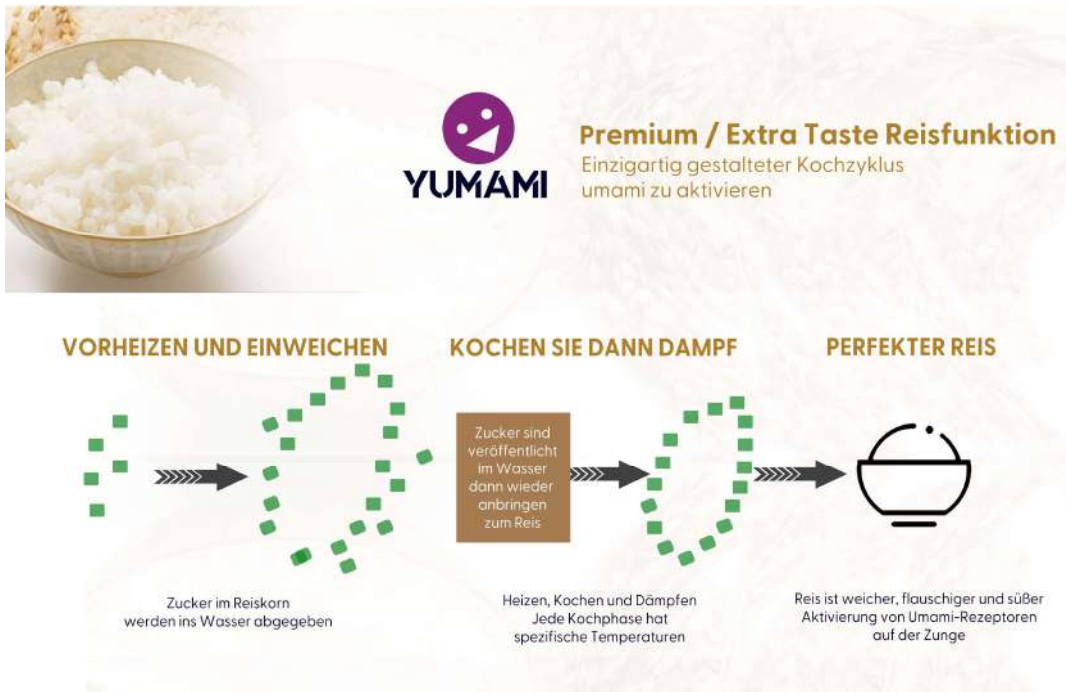 YUMAMI
Premium / Extra Taste Reisfunktion
Einzigartig gestalteter Kochzyklus
umami zu aktivieren
VORHEIZEN UND EINWEICHEN
KOCHEN SIE DANN DAMPF
PERFEKTER REIS
Zucker sind
veröffentlicht
im Wasser
dann wieder
anbringen
zum Reis
Zucker im Reiskorn
werden ins Wasser abgegeben
Heizen, Kochen und Dämpfen
Jede Kochphase hat
spezifische Temperaturen
Reis ist weicher, flauschiger und süßer
Aktivierung von Umami-Rezeptoren
auf der Zunge